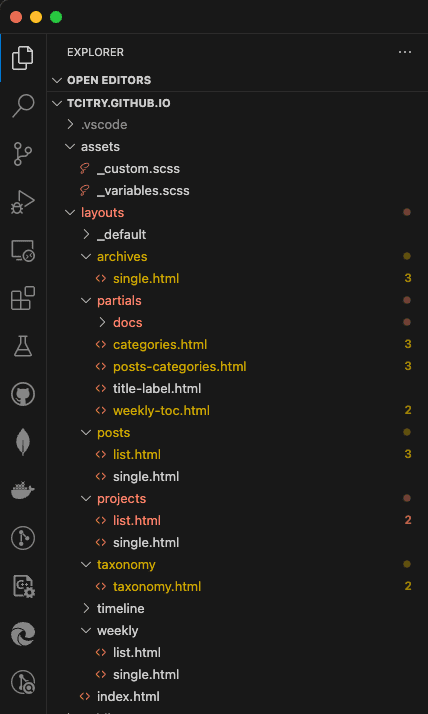 EXPLORER
OPEN EDITORS
TCITRY.GITHUB.IO
.vscode
assets
_custom.scss
_variables.scss
layouts
_default
archives
single.html 3
partials
docs
categories.html 3
posts-categories.html 3
title-label.html
weekly-toc.html 2
posts
list.html 3
single.html
projects
list.html 2
single.html
taxonomy
taxonomy.html 2
timeline
weekly
list.html
single.html
index.html